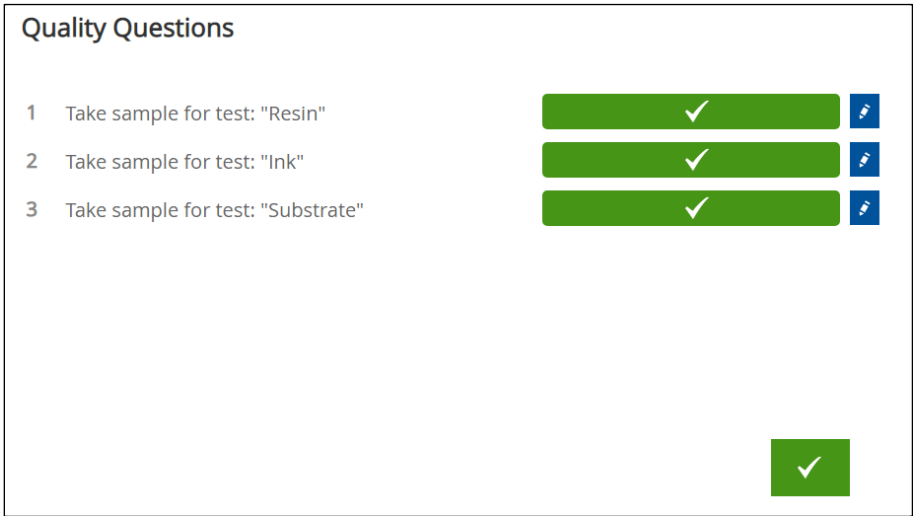 Quality Questions
1 Take sample for test: "Resin"
2 Take sample for test: "Ink"
3 Take sample for test: "Substrate"